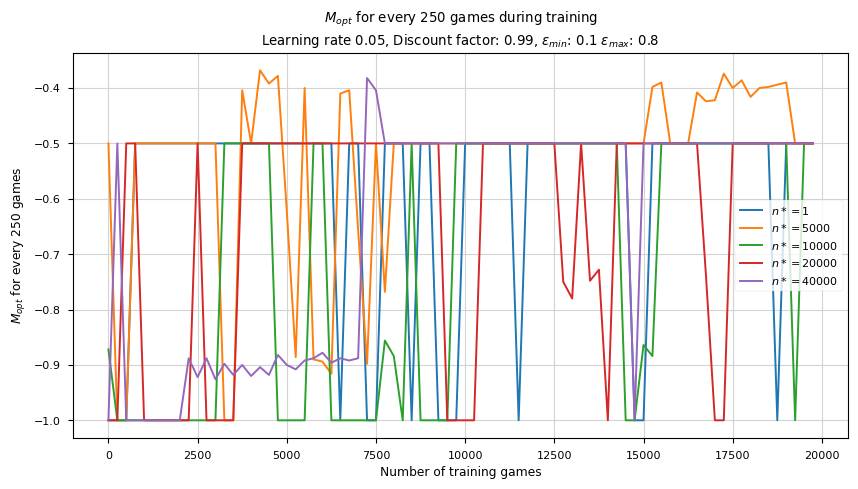 M_opt for every 250 games during training
Learning rate 0.05, Discount factor: 0.99, ε_min: 0.1 ε_max: 0.8
M_opt for every 250 games
−0.4
−0.5
−0.6
−0.7
−0.8
−0.9
−1.0
n* = 1
n* = 5000
n* = 10000
n* = 20000
n* = 40000
0 2500 5000 7500 10000 12500 15000 17500 20000
Number of training games